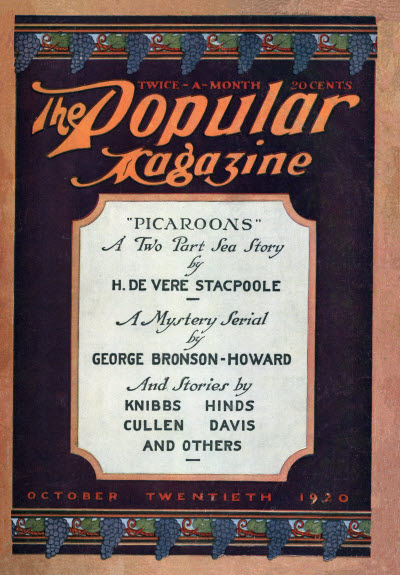 TWICE-A-MONTH 20 CENTS
The Popular
Magazine
"PICAROONS"
A Two Part Sea Story
by
H. DE VERE STACPOOLE
A Mystery Serial
by
GEORGE BRONSON-HOWARD
And Stories by
KNIBBS HINDS
CULLEN DAVIS
AND OTHERS
OCTOBER TWENTIETH 1920